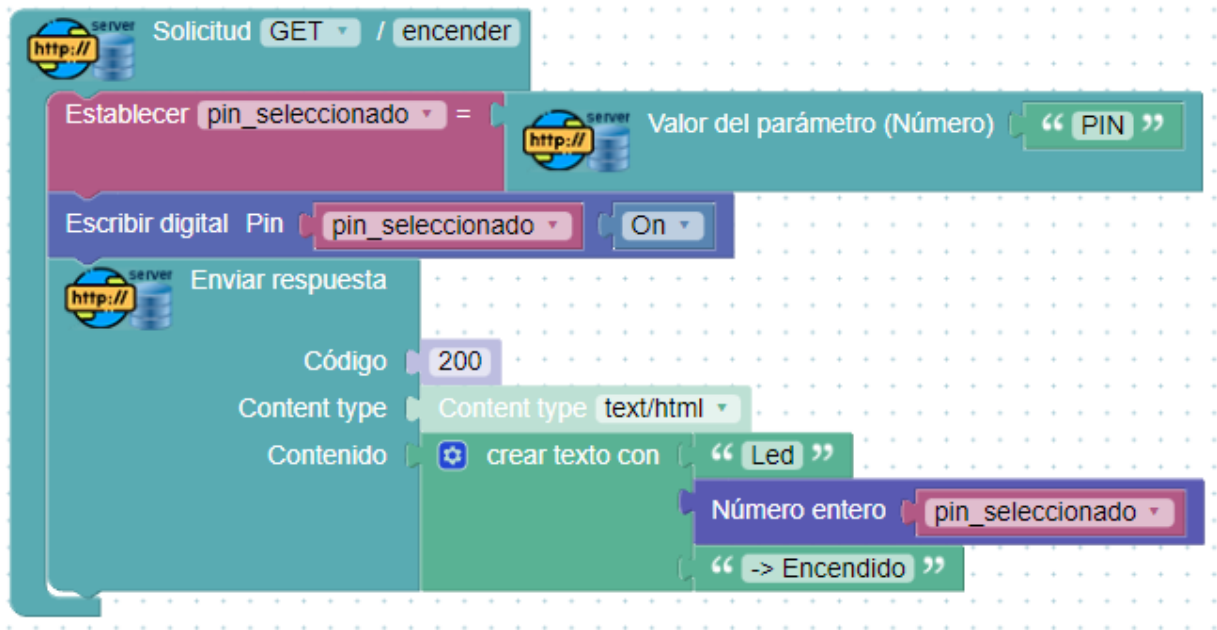 http:// server Solicitud GET / encender
Establecer pin_seleccionado = http:// server Valor del parámetro (Número) “ PIN ”
Escribir digital Pin pin_seleccionado On
http:// server Enviar respuesta
Código 200
Content type Content type text/html
Contenido crear texto con “ Led ”
Número entero pin_seleccionado
“ -> Encendido ”